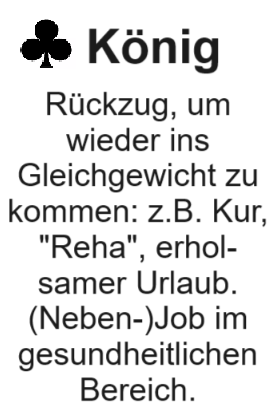 ♣ König
Rückzug, um
wieder ins
Gleichgewicht zu
kommen: z.B. Kur,
"Reha", erhol-
samer Urlaub.
(Neben-)Job im
gesundheitlichen
Bereich.